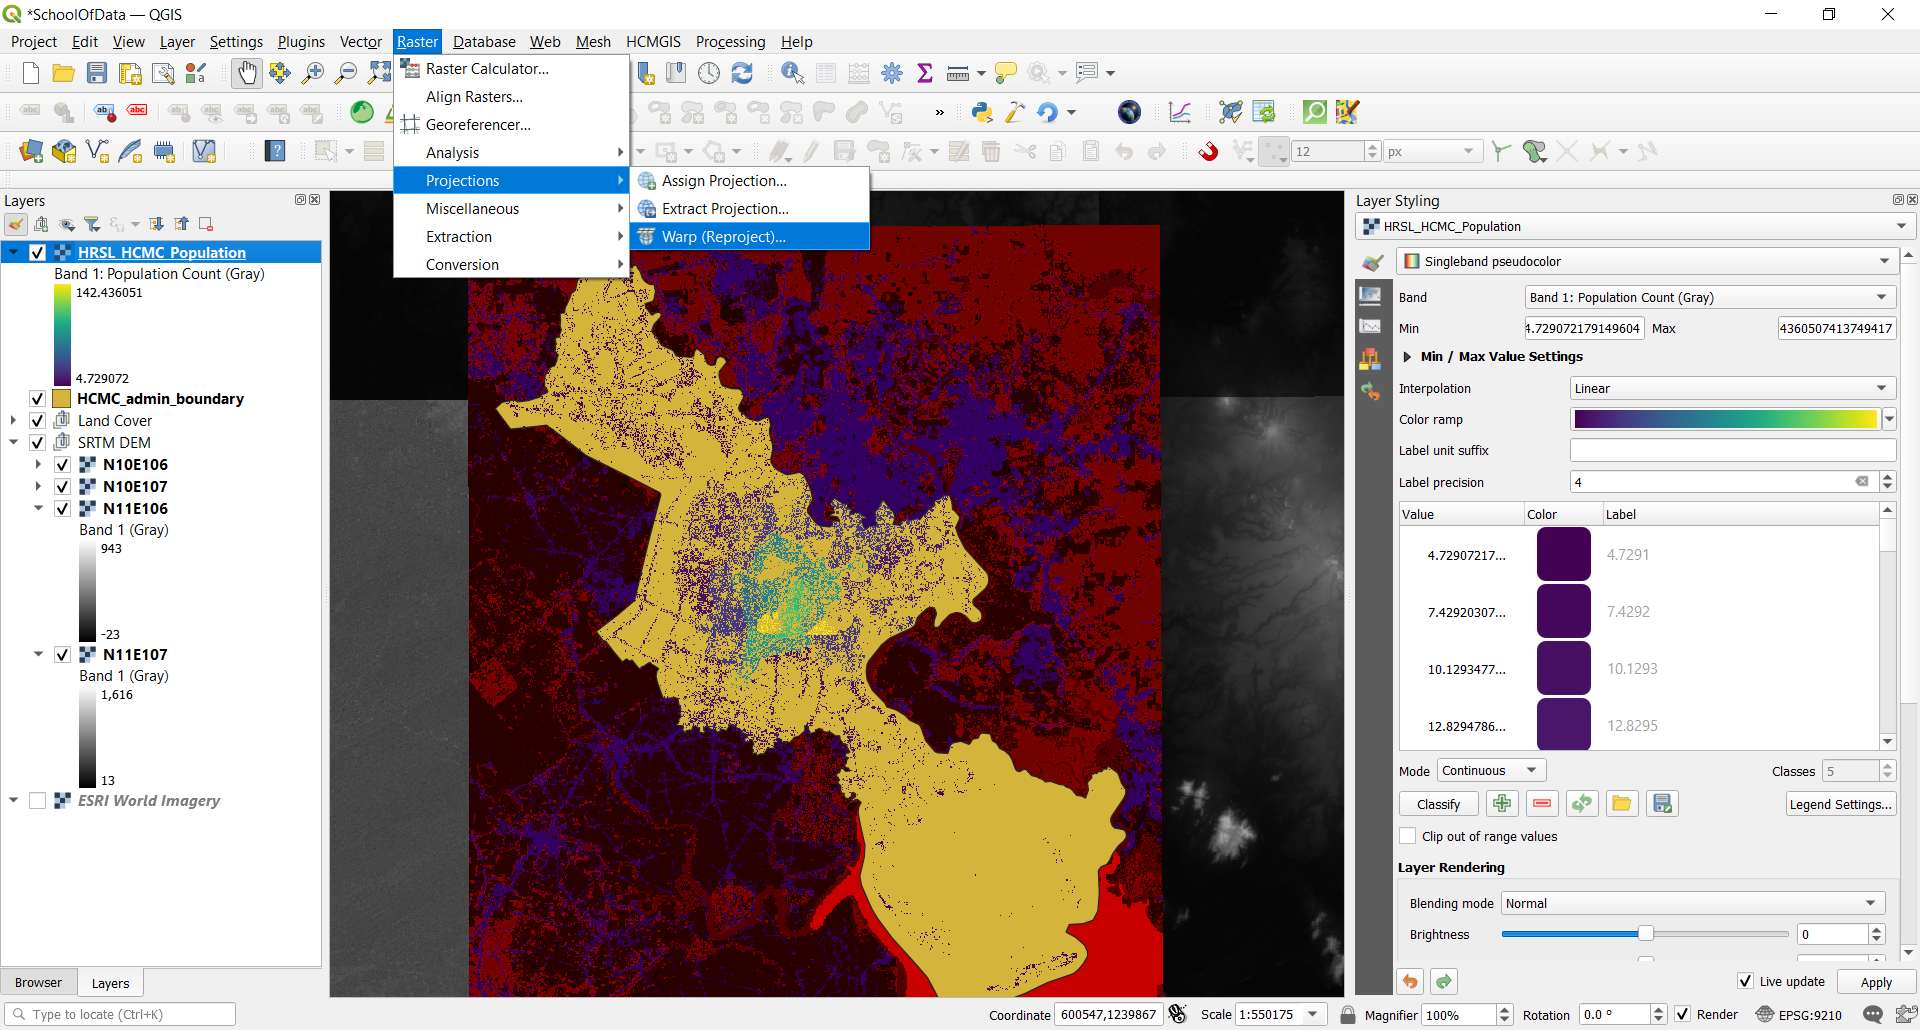 *SchoolOfData — QGIS
Project Edit View Layer Settings Plugins Vector Raster Database Web Mesh HCMGIS Processing Help
Raster Calculator...
Align Rasters...
Georeferencer...
Analysis
Projections
Miscellaneous
Extraction
Conversion
Assign Projection...
Extract Projection...
Warp (Reproject)...
abc
12
px
Layers
HRSL_HCMC_Population
Band 1: Population Count (Gray)
142.436051
4.729072
HCMC_admin_boundary
Land Cover
SRTM DEM
N10E106
N10E107
N11E106
Band 1 (Gray)
943
-23
N11E107
Band 1 (Gray)
1,616
13
ESRI World Imagery
Browser
Layers
Layer Styling
HRSL_HCMC_Population
Singleband pseudocolor
Band
Band 1: Population Count (Gray)
Min
4.729072179149604
Max
4360507413749417
Min / Max Value Settings
Interpolation
Linear
Color ramp
Label unit suffix
Label precision
4
Value Color Label
4.72907217... 4.7291
7.42920307... 7.4292
10.1293477... 10.1293
12.8294786... 12.8295
Mode
Continuous
Classes
5
Classify
Legend Settings...
Clip out of range values
Layer Rendering
Blending mode
Normal
Brightness
0
Live update
Apply
Type to locate (Ctrl+K)
Coordinate 600547,1239867
Scale 1:550175
Magnifier 100%
Rotation 0.0 °
Render
EPSG:9210